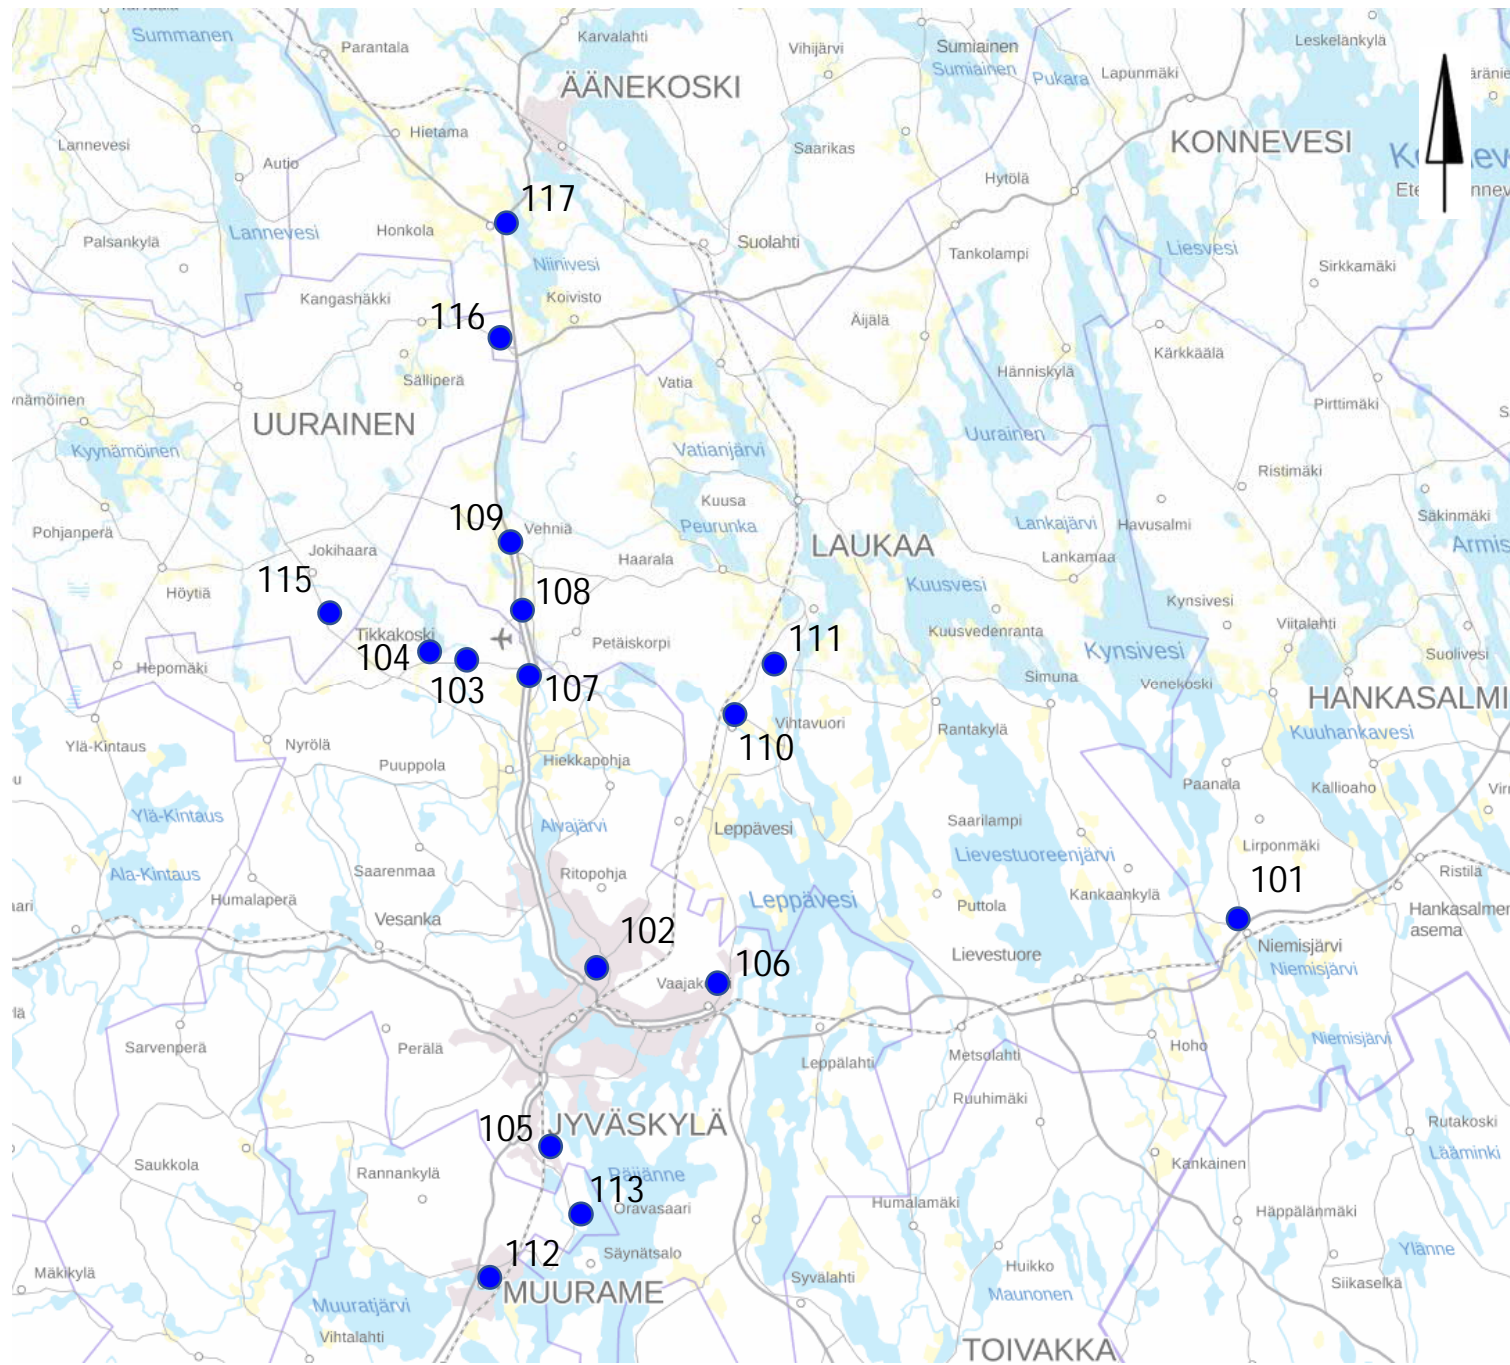 Summanen
Parantala
Karvalahti
Vihijärvi
Sumiainen
Sumiainen
Pukara
Lapunmäki
Leskelänkylä
ÄÄNEKOSKI
Lannevesi
Autio
Hietama
Saarikas
Hytölä
KONNEVESI
117
Palsankylä
Lannevesi
Honkola
Niinivesi
Suolahti
Tankolampi
Liesvesi
Sirkkamäki
Kangashäkki
Koivisto
116
Äijälä
Kärkkäälä
Sälliperä
Vatia
Hänniskylä
Pirttimäki
UURAINEN
Kyynämöinen
Vatianjärvi
Uurainen
Ristimäki
Pohjanperä
109
Vehniä
Kuusa
Peurunka
Lankajärvi
Havusalmi
Säkinmäki
Jokihaara
Haarala
LAUKAA
Lankamaa
Armis
115
Höytiä
108
Kuusvesi
Kynsivesi
Viitalahti
Tikkakoski
Petäiskorpi
111
Kuusvedenranta
Kynsivesi
Suolivesi
104
Hepomäki
103
107
Simuna
Venekoski
HANKASALMI
Ylä-Kintaus
Nyrölä
110
Vihtavuori
Rantakylä
Kuuhankavesi
Puuppola
Hiekkapohja
Paanala
Kallioaho
Ylä-Kintaus
Alvajärvi
Leppävesi
Saarilampi
Lirponmäki
Ala-Kintaus
Saarenmaa
Ritopohja
Lievestuoreenjärvi
Ristilä
Humalaperä
Leppävesi
Puttola
Kankaankylä
101
Vesanka
102
Hankasalmen
asema
106
Lievestuore
Niemisjärvi
Niemisjärvi
Sarvenperä
Perälä
Leppälahti
Metsolahti
Hoho
Niemisjärvi
Ruuhimäki
105
JYVÄSKYLÄ
Rutakoski
Lääminki
Saukkola
Rannankylä
Päijänne
Kankainen
113
Oravasaari
Humalamäki
Häppälänmäki
112
Säynätsalo
Ylänne
Mäkikylä
MUURAME
Syvälahti
Huikko
Siikaselkä
Muuratjärvi
Maunonen
Vihtalahti
TOIVAKKA